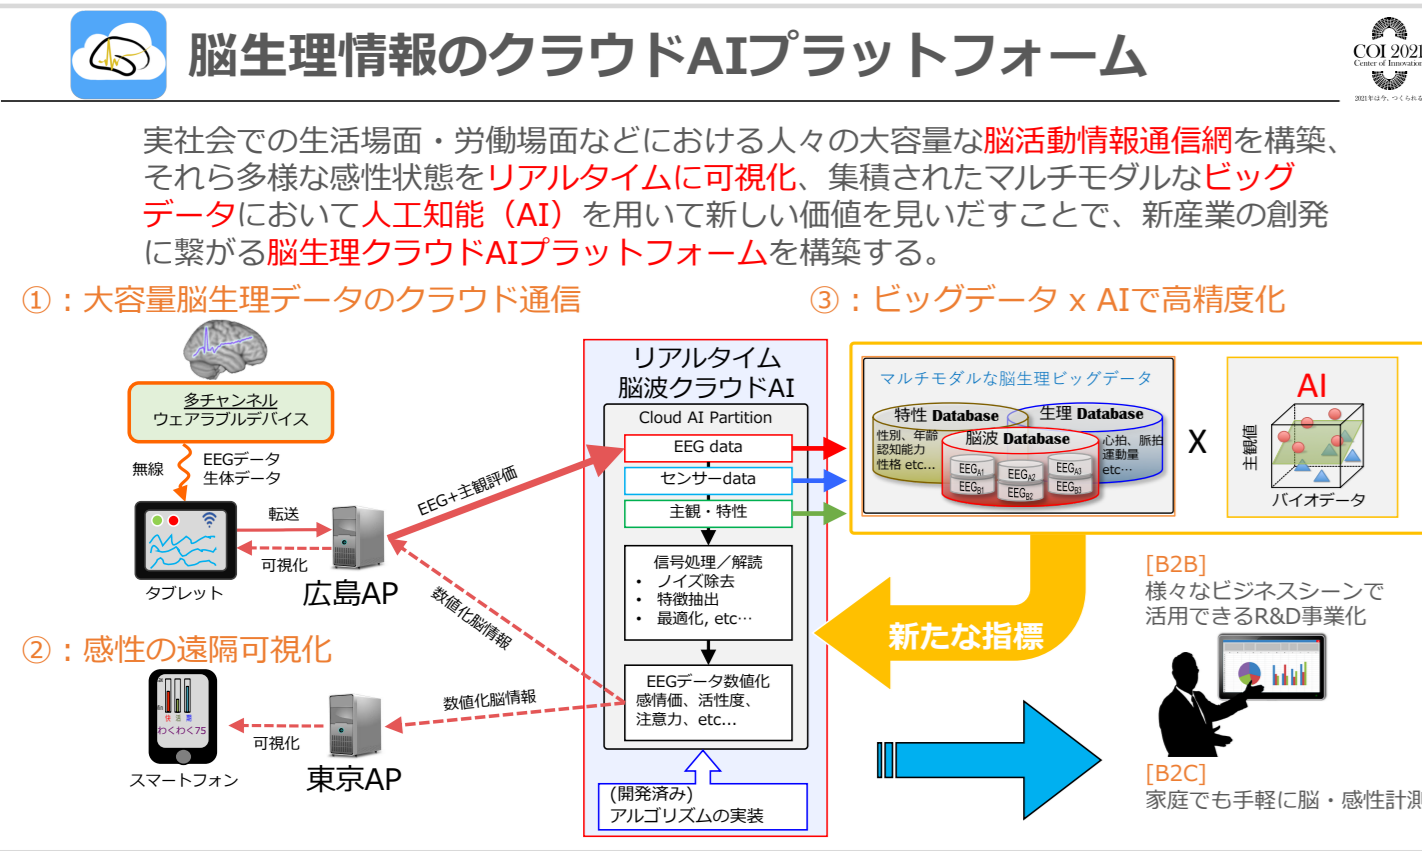 脳生理情報のクラウドAIプラットフォーム
COI 2021
Center of Innovation
2021年は今、つくられる
実社会での生活場面・労働場面などにおける人々の大容量な脳活動情報通信網を構築、
それら多様な感性状態をリアルタイムに可視化、集積されたマルチモダルなビッグ
データにおいて人工知能（AI）を用いて新しい価値を見いだすことで、新産業の創発
に繋がる脳生理クラウドAIプラットフォームを構築する。
①：大容量脳生理データのクラウド通信
多チャンネル
ウェアラブルデバイス
無線
EEGデータ
生体データ
タブレット
転送
可視化
広島AP
EEG+主観評価
数値化脳情報
②：感性の遠隔可視化
快 活 期
わくわく75
スマートフォン
可視化
東京AP
数値化脳情報
リアルタイム
脳波クラウドAI
Cloud AI Partition
EEG data
センサーdata
主観・特性
信号処理／解読
• ノイズ除去
• 特徴抽出
• 最適化, etc…
EEGデータ数値化
感情価、活性度、
注意力、etc...
(開発済み)
アルゴリズムの実装
③：ビッグデータ x AIで高精度化
マルチモダルな脳生理ビッグデータ
特性 Database
性別、年齢
認知能力
性格 etc...
生理 Database
心拍、脈拍
運動量
etc…
脳波 Database
EEGA1
EEGA2
EEGA3
EEGB1
EEGB2
EEGB3
X
AI
主観値
バイオデータ
新たな指標
[B2B]
様々なビジネスシーンで
活用できるR&D事業化
[B2C]
家庭でも手軽に脳・感性計測